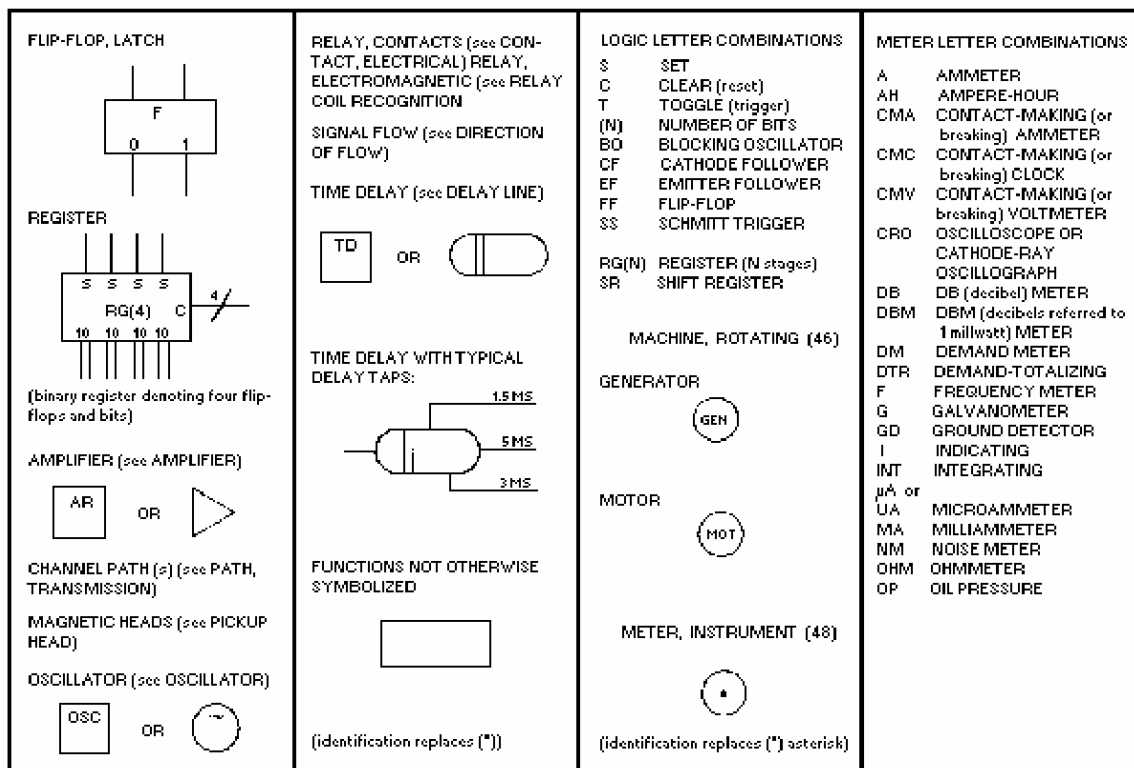 FLIP-FLOP, LATCH
F
0 1
REGISTER
S S S S
RG(4) C 4
10 10 10 10
(binary register denoting four flip-
flops and bits)
AMPLIFIER (see AMPLIFIER)
AR
OR
CHANNEL PATH (s) (see PATH,
TRANSMISSION)
MAGNETIC HEADS (see PICKUP
HEAD)
OSCILLATOR (see OSCILLATOR)
OSC
OR
RELAY, CONTACTS (see CON-
TACT, ELECTRICAL) RELAY,
ELECTROMAGNETIC (see RELAY
COIL RECOGNITION
SIGNAL FLOW (see DIRECTION
OF FLOW)
TIME DELAY (see DELAY LINE)
TD
OR
TIME DELAY WITH TYPICAL
DELAY TAPS:
1.5 MS
5 MS
3 MS
FUNCTIONS NOT OTHERWISE
SYMBOLIZED
(identification replaces (*))
LOGIC LETTER COMBINATIONS
S SET
C CLEAR (reset)
T TOGGLE (trigger)
(N) NUMBER OF BITS
BO BLOCKING OSCILLATOR
CF CATHODE FOLLOWER
EF EMITTER FOLLOWER
FF FLIP-FLOP
SS SCHMITT TRIGGER
RG(N) REGISTER (N stages)
SR SHIFT REGISTER
MACHINE, ROTATING (46)
GENERATOR
GEN
MOTOR
MOT
METER, INSTRUMENT (48)
*
(identification replaces (*) asterisk)
METER LETTER COMBINATIONS
A AMMETER
AH AMPERE-HOUR
CMA CONTACT-MAKING (or
breaking) AMMETER
CMC CONTACT-MAKING (or
breaking) CLOCK
CMV CONTACT-MAKING (or
breaking) VOLTMETER
CRO OSCILLOSCOPE OR
CATHODE-RAY
OSCILLOGRAPH
DB DB (decibel) METER
DBM DBM (decibels referred to
1 millwatt) METER
DM DEMAND METER
DTR DEMAND-TOTALIZING
F FREQUENCY METER
G GALVANOMETER
GD GROUND DETECTOR
I INDICATING
INT INTEGRATING
µA or
UA MICROAMMETER
MA MILLIAMMETER
NM NOISE METER
OHM OHMMETER
OP OIL PRESSURE